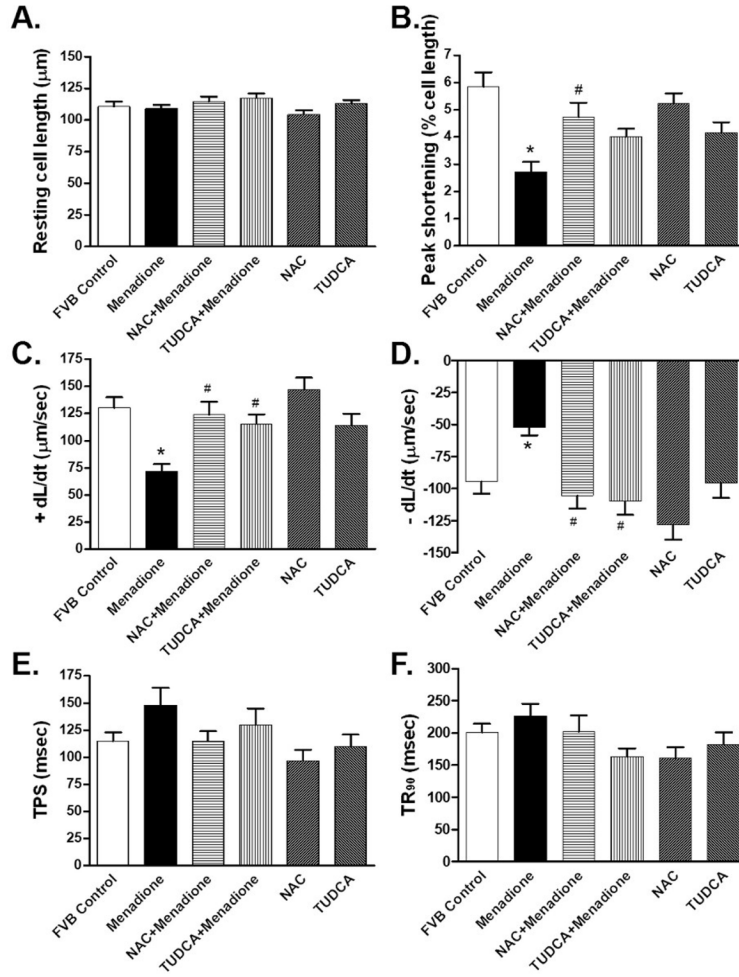 A.
Resting cell length (μm)
150
125
100
75
50
25
0
FVB Control
Menadione
NAC+Menadione
TUDCA+Menadione
NAC
TUDCA
B.
Peak shortening (% cell length)
7
6
5
4
3
2
1
0
*
#
FVB Control
Menadione
NAC+Menadione
TUDCA+Menadione
NAC
TUDCA
C.
+ dL/dt (μm/sec)
175
150
125
100
75
50
25
0
*
#
#
FVB Control
Menadione
NAC+Menadione
TUDCA+Menadione
NAC
TUDCA
D.
- dL/dt (μm/sec)
0
-25
-50
-75
-100
-125
-150
*
#
#
FVB Control
Menadione
NAC+Menadione
TUDCA+Menadione
NAC
TUDCA
E.
TPS (msec)
175
150
125
100
75
50
25
0
FVB Control
Menadione
NAC+Menadione
TUDCA+Menadione
NAC
TUDCA
F.
TR90 (msec)
300
250
200
150
100
50
0
FVB Control
Menadione
NAC+Menadione
TUDCA+Menadione
NAC
TUDCA